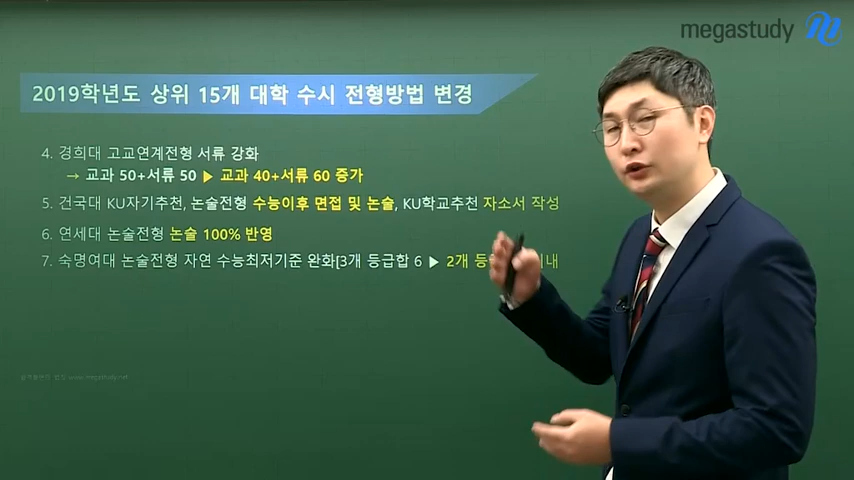 megastudy
2019학년도 상위 15개 대학 수시 전형방법 변경
4. 경희대 고교연계전형 서류 강화
→ 교과 50+서류 50 ▶ 교과 40+서류 60 증가
5. 건국대 KU자기추천, 논술전형 수능이후 면접 및 논술, KU학교추천 자소서 작성
6. 연세대 논술전형 논술 100% 반영
7. 숙명여대 논술전형 자연 수능최저기준 완화[3개 등급합 6 ▶ 2개 등 이내
www.megastudy.net